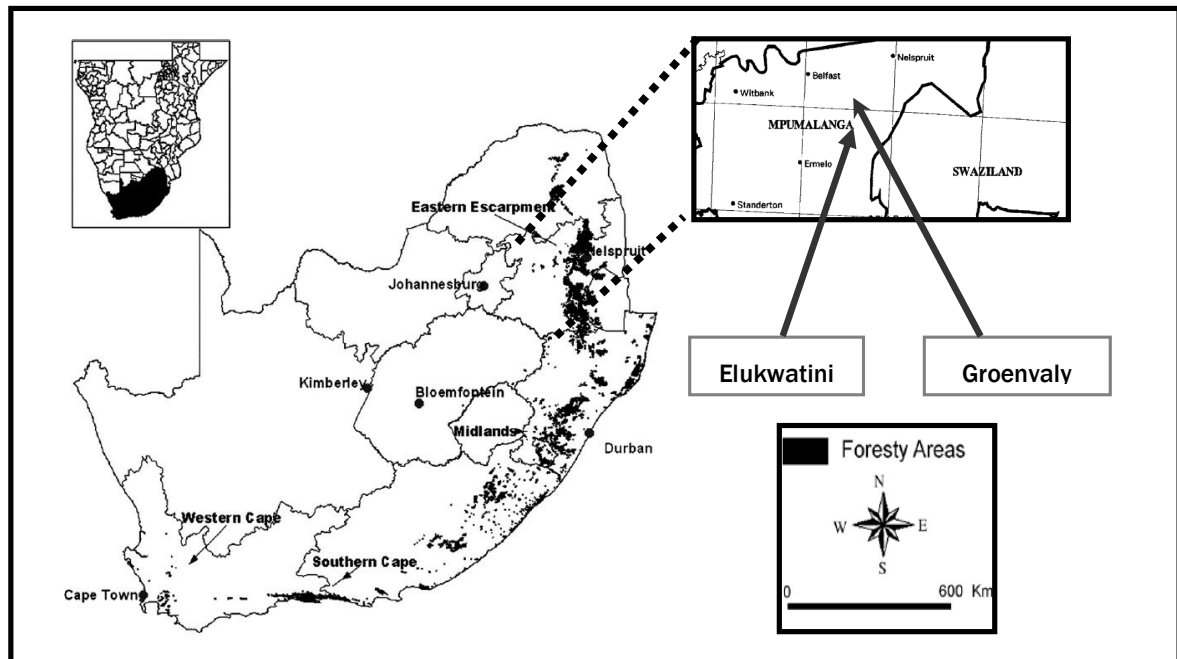 Nelspruit
Belfast
Witbank
MPUMALANGA
Ermelo
SWAZILAND
Standerton
Eastern Escarpment
Nelspruit
Johannesburg
Elukwatini
Groenvaly
Kimberley
Bloemfontein
Midlands
Durban
Foresty Areas
N
W E
S
0 600 Km
Western Cape
Southern Cape
Cape Town